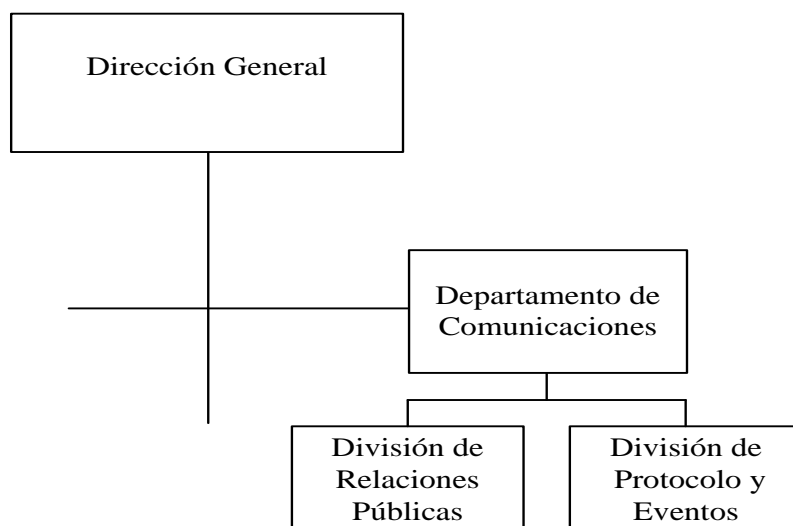 Dirección General
Departamento de
Comunicaciones
División de
Relaciones
Públicas
División de
Protocolo y
Eventos